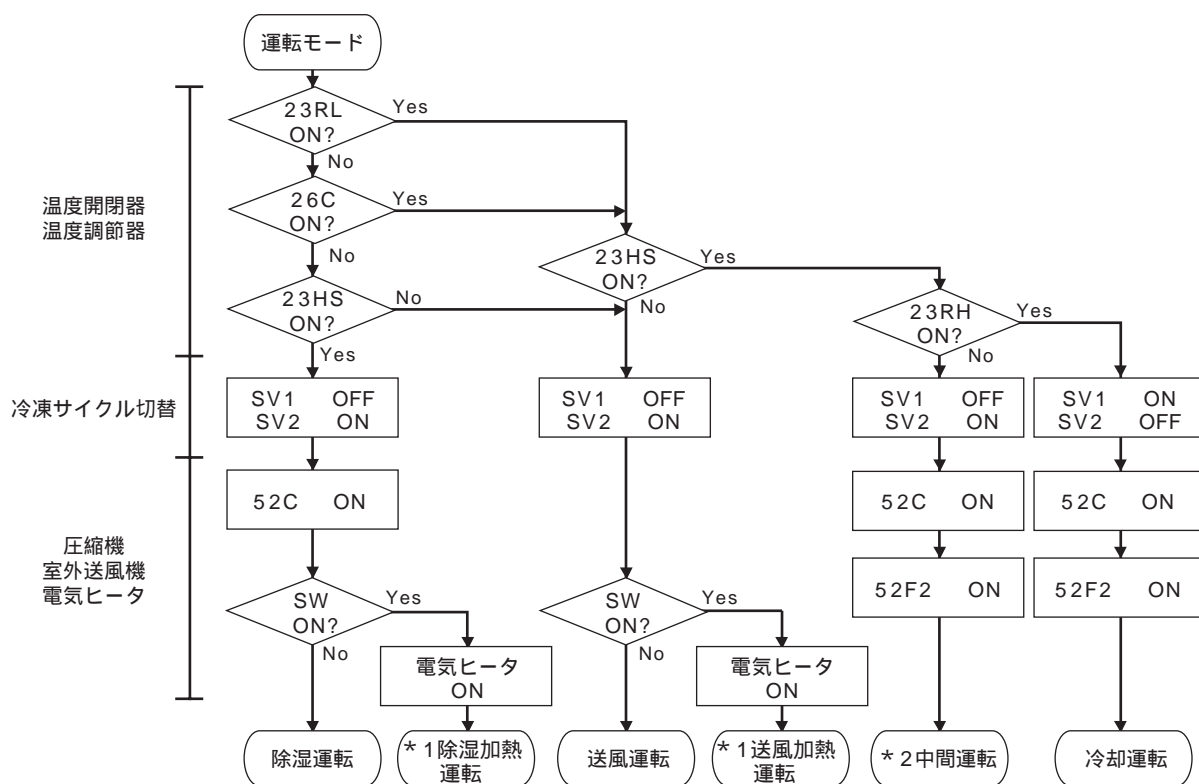 運転モード
23RL
ON?
Yes
No
26C
ON?
Yes
No
温度開閉器
温度調節器
23HS
ON?
Yes
No
23HS
ON?
No
Yes
23RH
ON?
Yes
No
冷凍サイクル切替
SV1 OFF
SV2 ON
SV1 OFF
SV2 ON
SV1 OFF
SV2 ON
SV1 ON
SV2 OFF
圧縮機
室外送風機
電気ヒータ
52C ON
52C ON
52C ON
SW
ON?
Yes
No
SW
ON?
Yes
No
52F2 ON
52F2 ON
電気ヒータ
ON
電気ヒータ
ON
除湿運転
*1除湿加熱
運転
送風運転
*1送風加熱
運転
*2中間運転
冷却運転